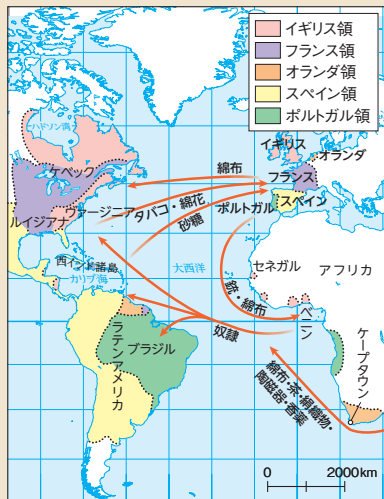 イギリス領
フランス領
オランダ領
スペイン領
ポルトガル領
ハドソン湾
ケベック
ルイジアナ
ヴァージニア
西インド諸島
カリブ海
大西洋
イギリス
オランダ
フランス
ポルトガル
スペイン
綿布
タバコ・綿花
砂糖
銃・綿布
セネガル
アフリカ
ベニン
奴隷
ラテンアメリカ
ブラジル
ケープタウン
綿布・茶・絹織物・
陶磁器・香薬
0 2000km